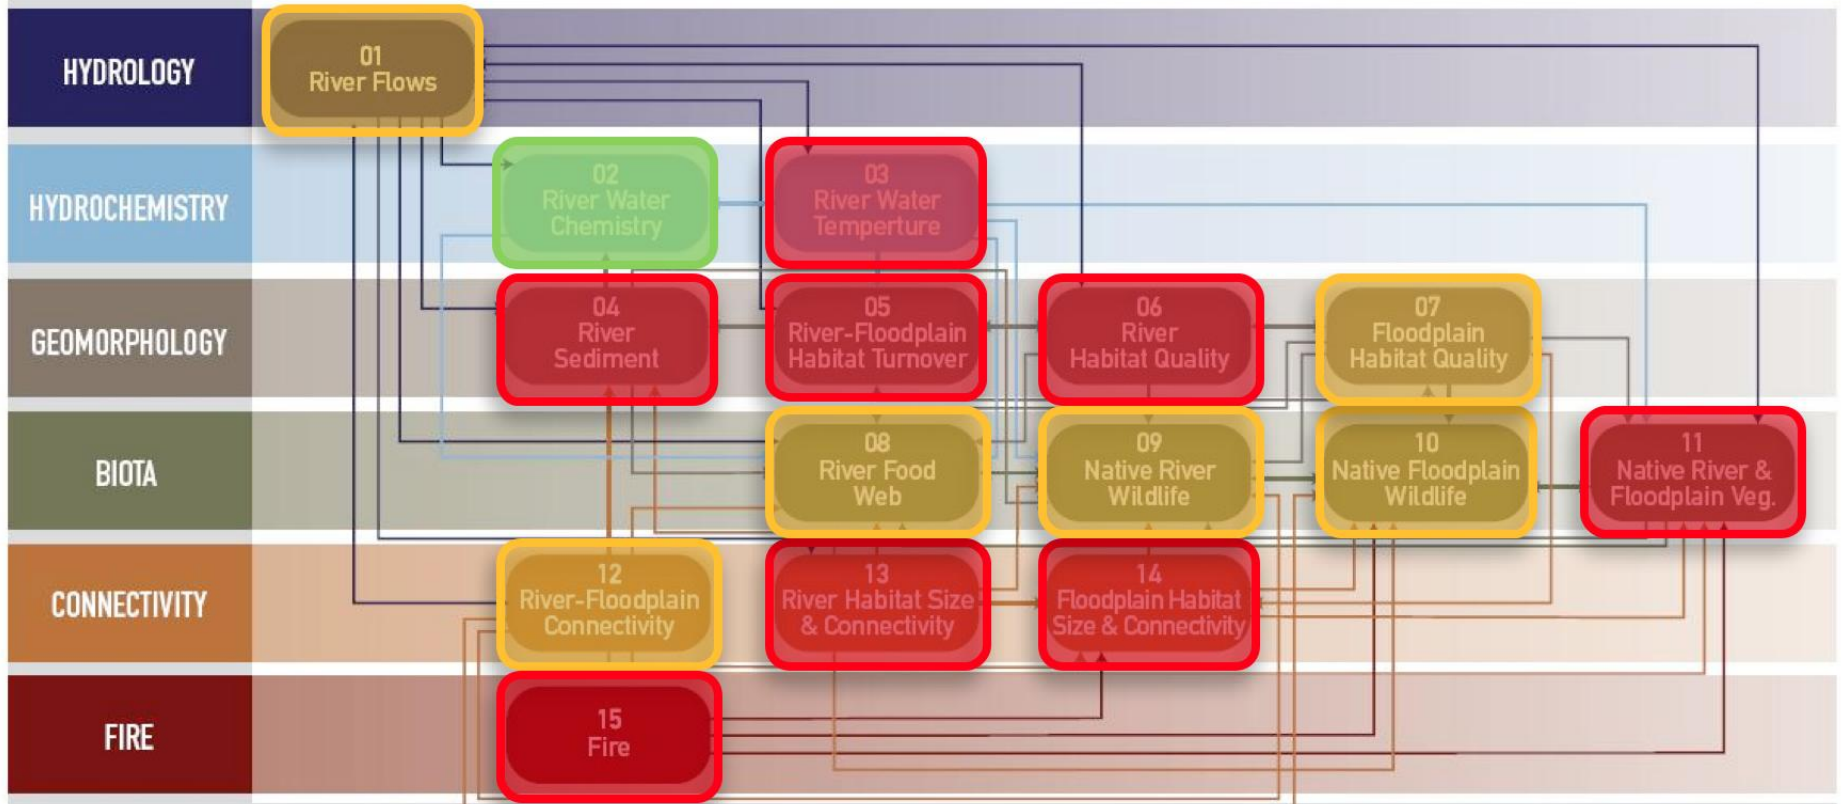 HYDROLOGY
01
River Flows
HYDROCHEMISTRY
02
River Water
Chemistry
03
River Water
Temperture
GEOMORPHOLOGY
04
River
Sediment
05
River-Floodplain
Habitat Turnover
06
River
Habitat Quality
07
Floodplain
Habitat Quality
BIOTA
08
River Food
Web
09
Native River
Wildlife
10
Native Floodplain
Wildlife
11
Native River &
Floodplain Veg.
CONNECTIVITY
12
River-Floodplain
Connectivity
13
River Habitat Size
& Connectivity
14
Floodplain Habitat
Size & Connectivity
FIRE
15
Fire